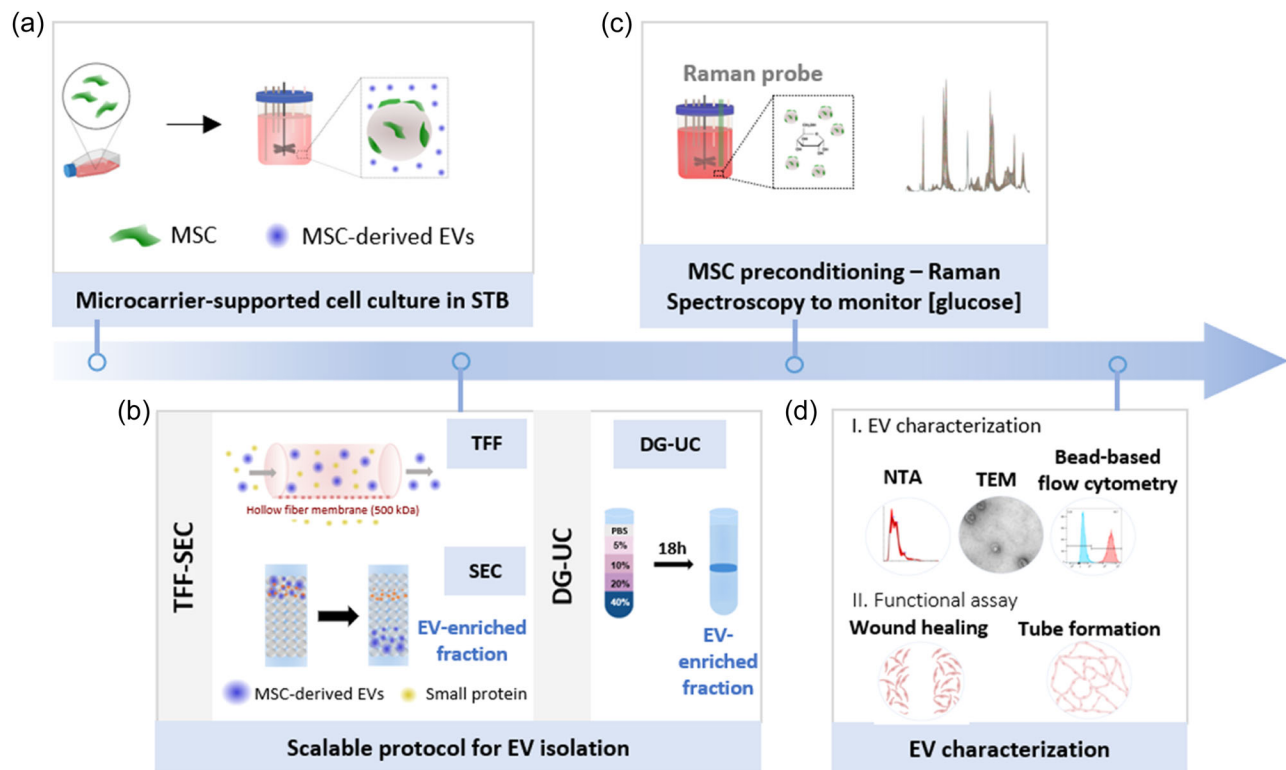 (a)
MSC
MSC-derived EVs
Microcarrier-supported cell culture in STB
(c)
Raman probe
MSC preconditioning – Raman
Spectroscopy to monitor [glucose]
(b)
TFF-SEC
TFF
Hollow fiber membrane (500 kDa)
SEC
EV-enriched
fraction
MSC-derived EVs
Small protein
DG-UC
DG-UC
PBS
5%
10%
20%
40%
18h
EV-
enriched
fraction
Scalable protocol for EV isolation
(d)
I. EV characterization
NTA
TEM
Bead-based
flow cytometry
II. Functional assay
Wound healing
Tube formation
EV characterization